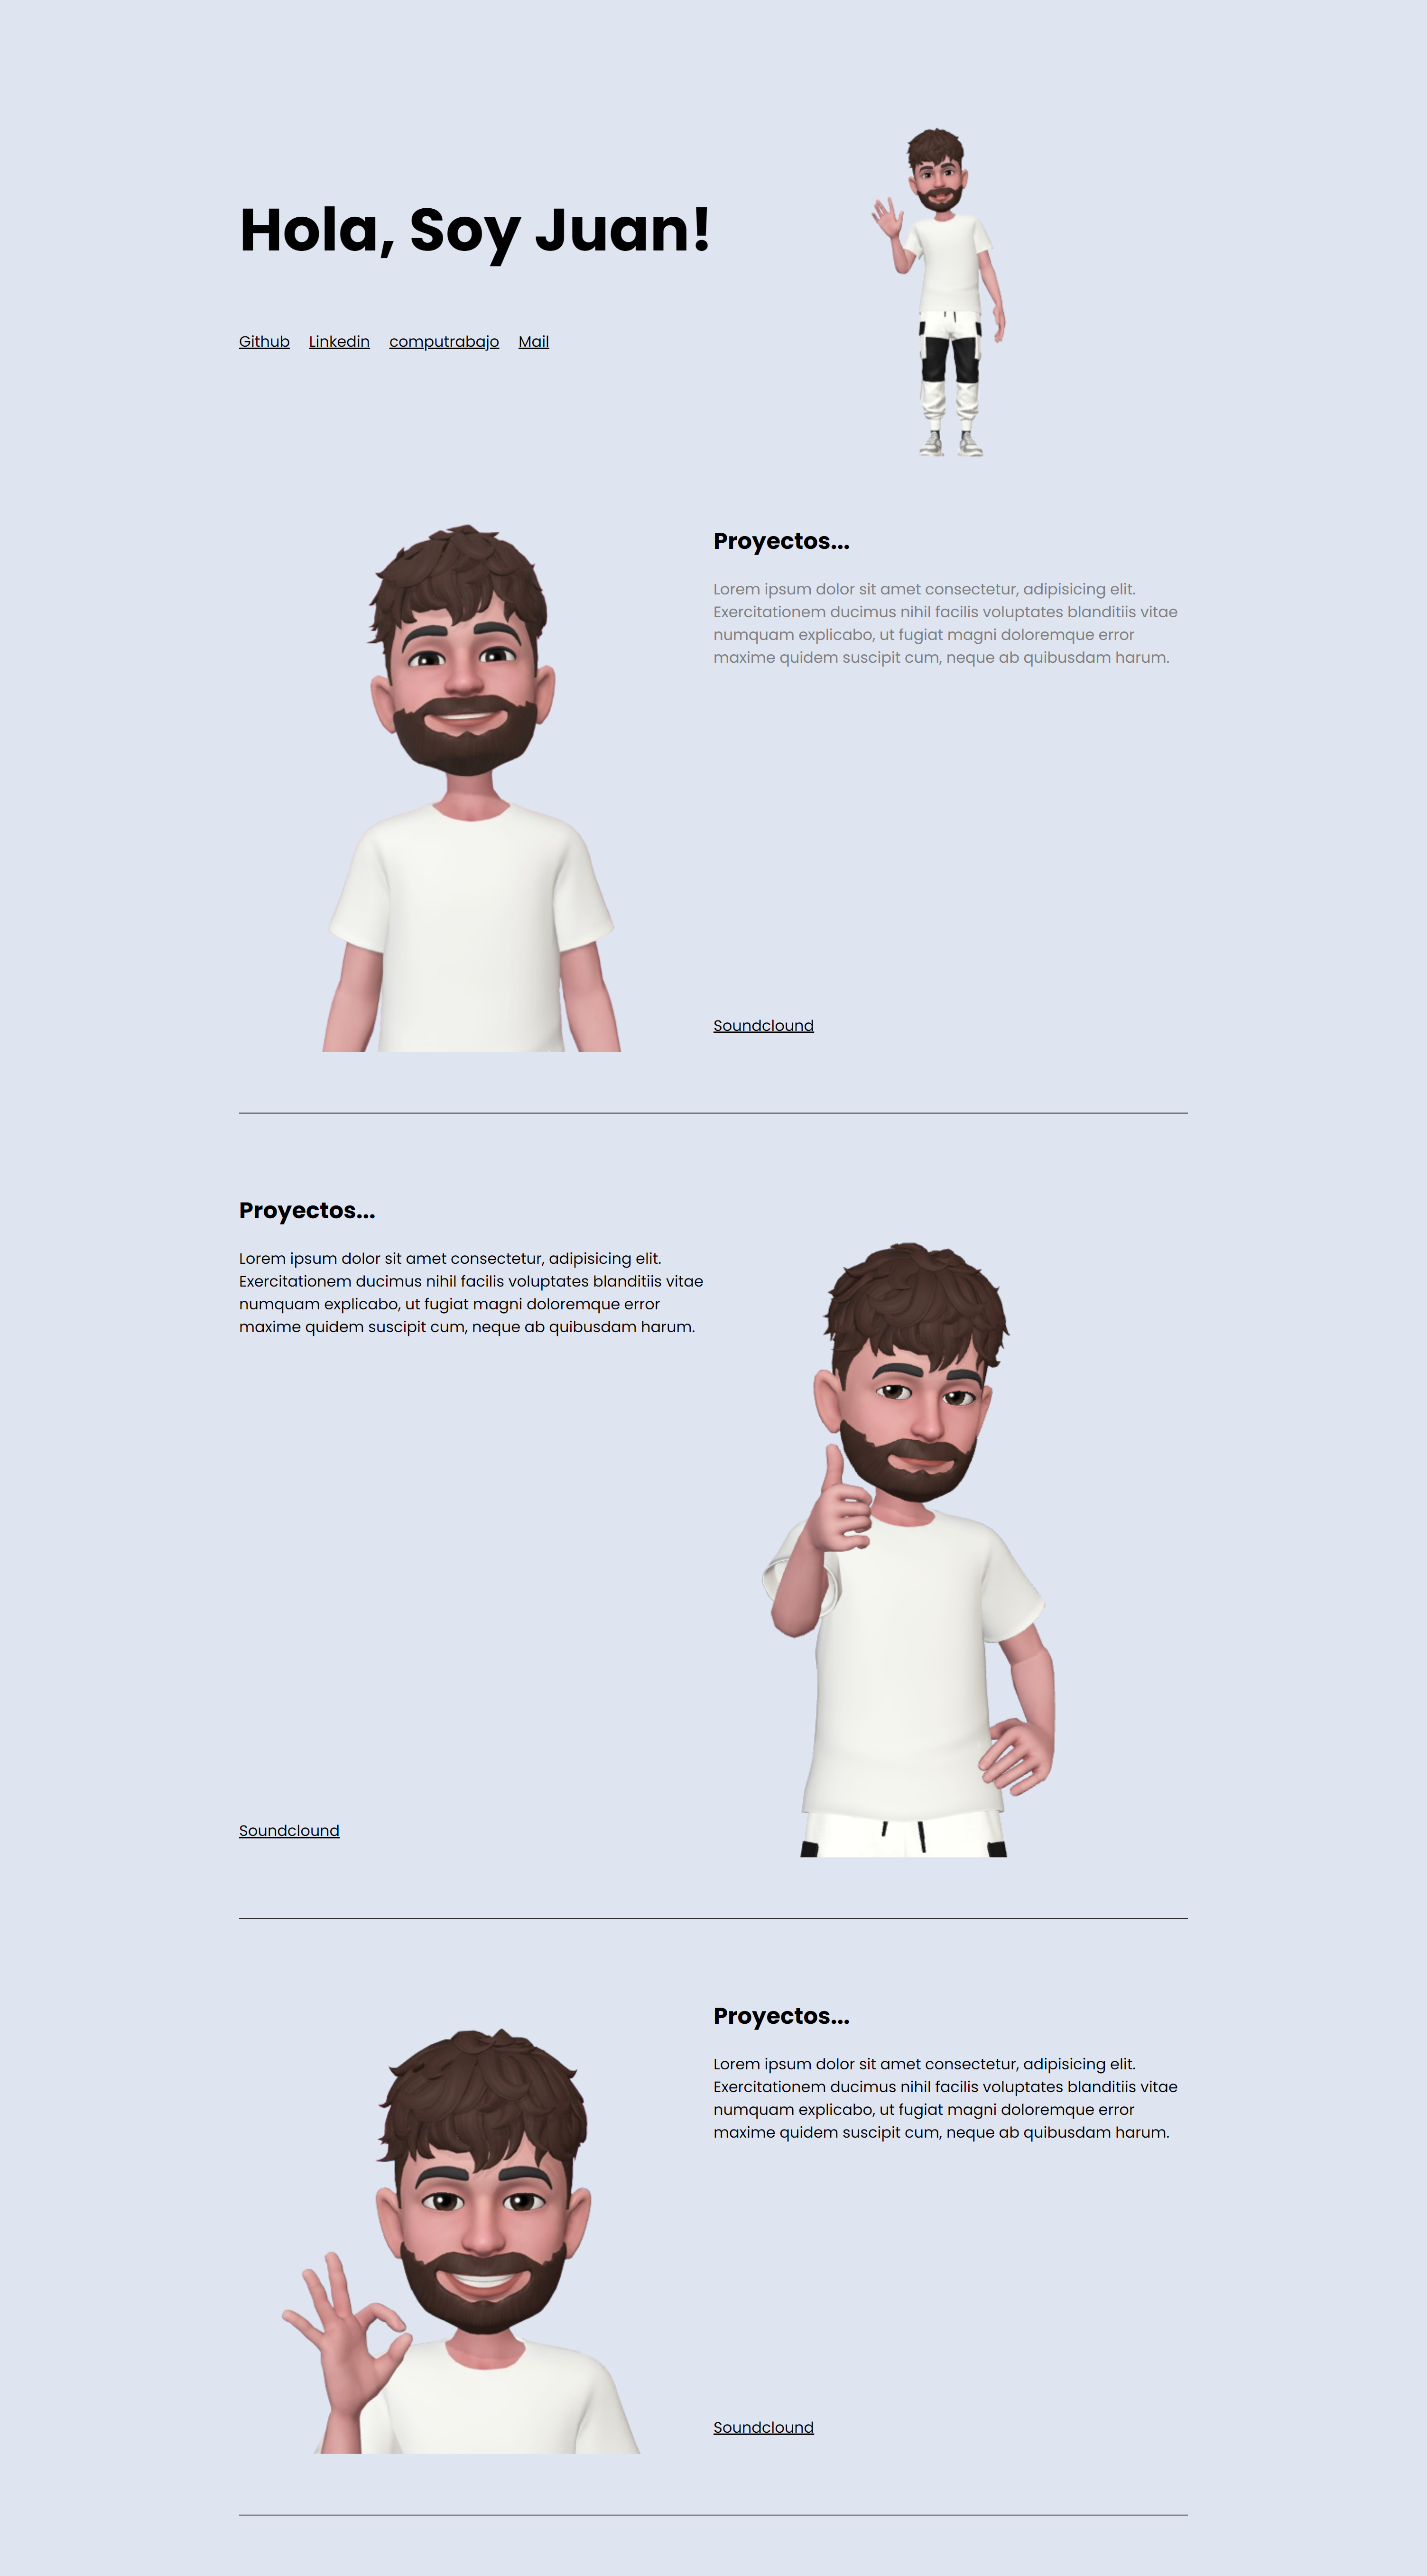 Hola, Soy Juan!
Github Linkedin computrabajo Mail
Proyectos...
Lorem ipsum dolor sit amet consectetur, adipisicing elit.
Exercitationem ducimus nihil facilis voluptates blanditiis vitae
numquam explicabo, ut fugiat magni doloremque error
maxime quidem suscipit cum, neque ab quibusdam harum.
Soundclound
Proyectos...
Lorem ipsum dolor sit amet consectetur, adipisicing elit.
Exercitationem ducimus nihil facilis voluptates blanditiis vitae
numquam explicabo, ut fugiat magni doloremque error
maxime quidem suscipit cum, neque ab quibusdam harum.
Soundclound
Proyectos...
Lorem ipsum dolor sit amet consectetur, adipisicing elit.
Exercitationem ducimus nihil facilis voluptates blanditiis vitae
numquam explicabo, ut fugiat magni doloremque error
maxime quidem suscipit cum, neque ab quibusdam harum.
Soundclound